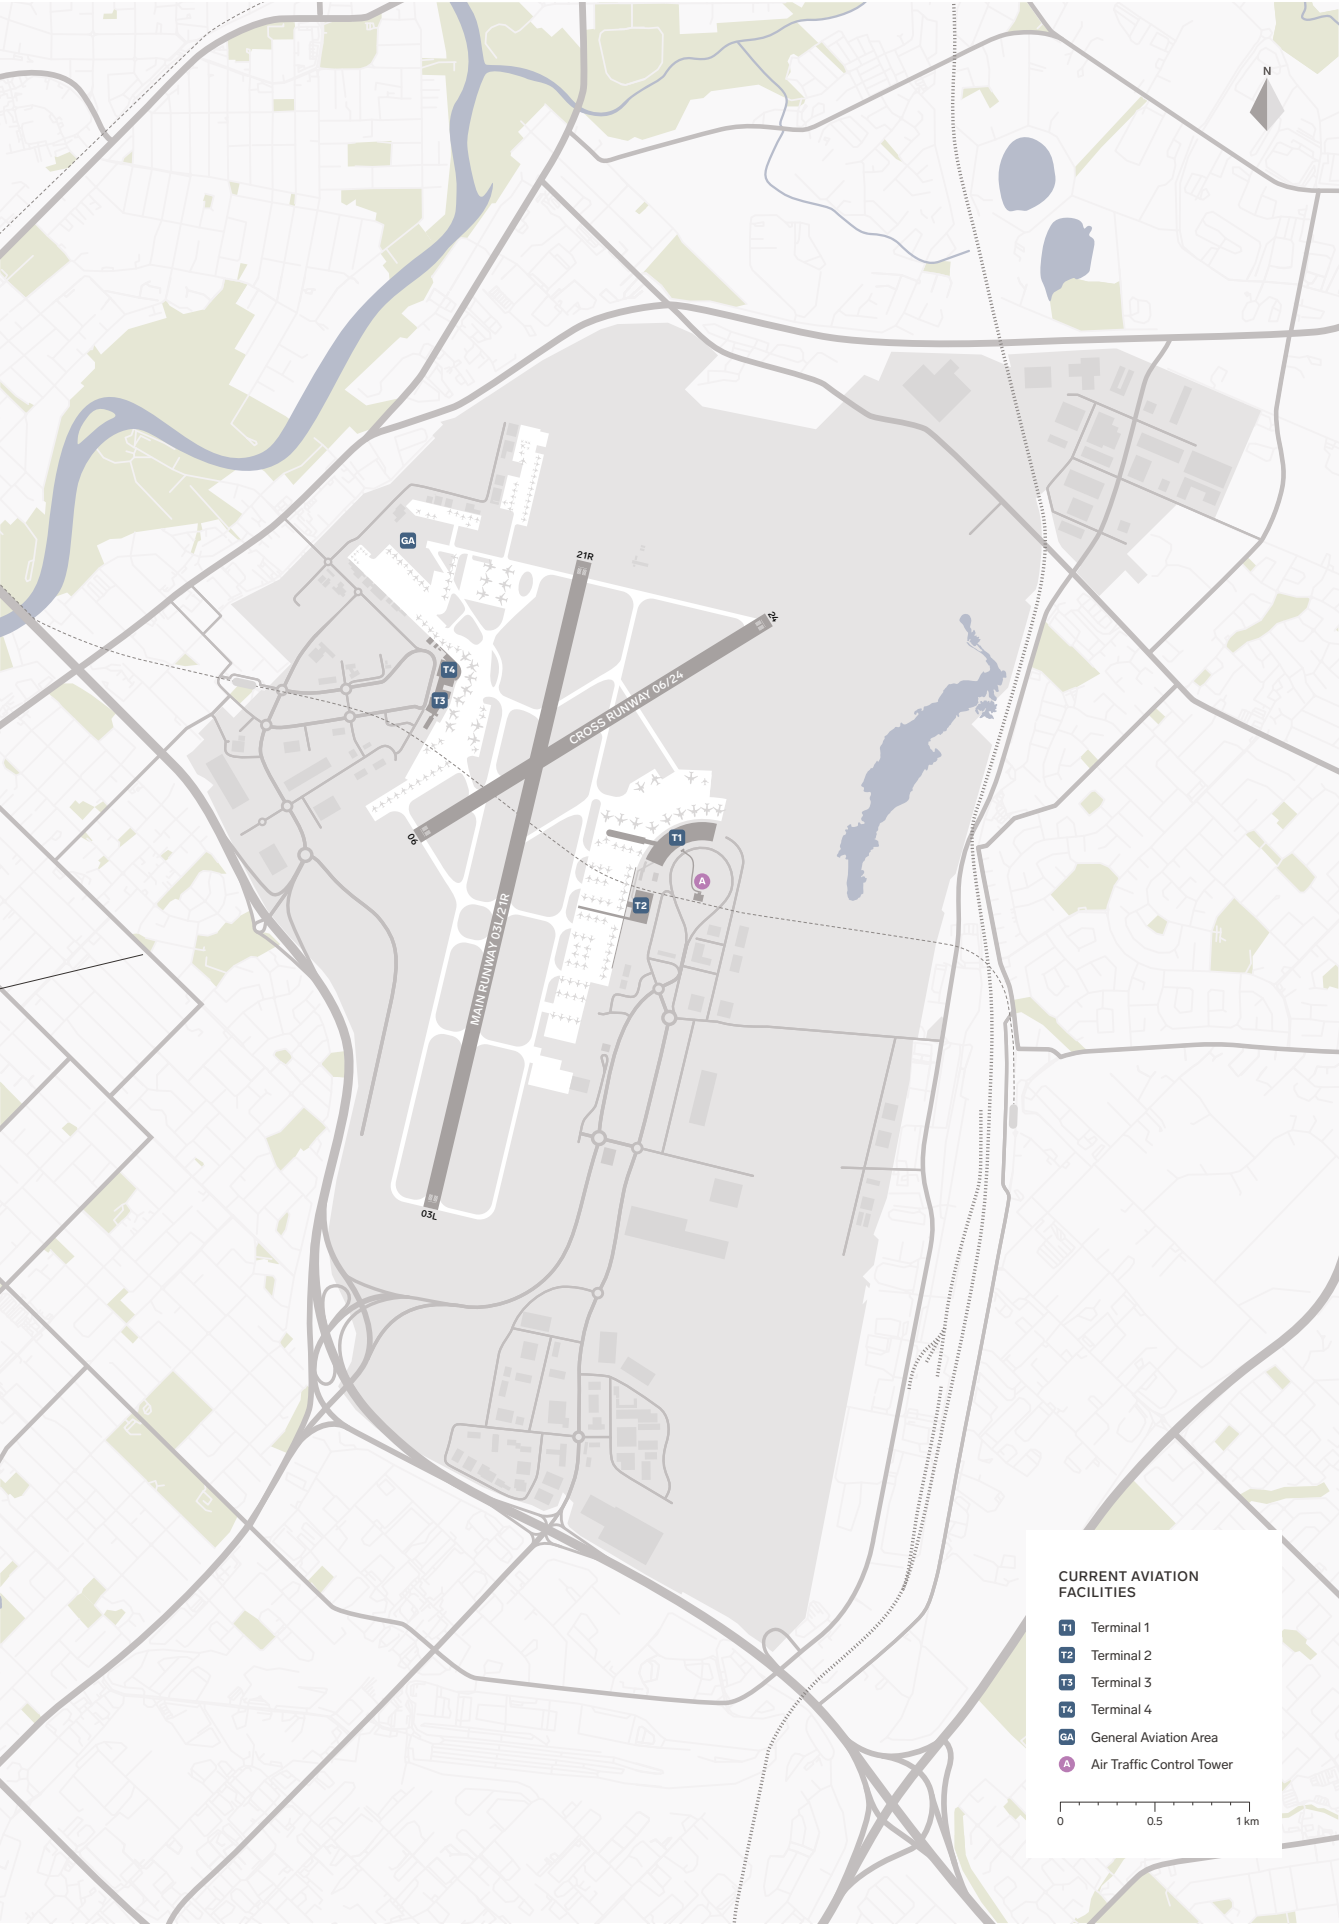 N
GA
21R
24
T4
T3
CROSS RUNWAY 06/24
06
T1
A
T2
MAIN RUNWAY 03L/21R
03L
CURRENT AVIATION
FACILITIES
T1 Terminal 1
T2 Terminal 2
T3 Terminal 3
T4 Terminal 4
GA General Aviation Area
A Air Traffic Control Tower
0 0.5 1 km